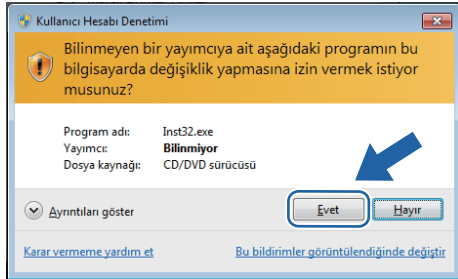 Kullanıcı Hesabı Denetimi
Bilinmeyen bir yayımcıya ait aşağıdaki programın bu
bilgisayarda değişiklik yapmasına izin vermek istiyor
musunuz?
Program adı: Inst32.exe
Yayımcı: Bilinmiyor
Dosya kaynağı: CD/DVD sürücüsü
Ayrıntıları göster Evet Hayır
Karar vermeme yardım et Bu bildirimler görüntülendiğinde değiştir